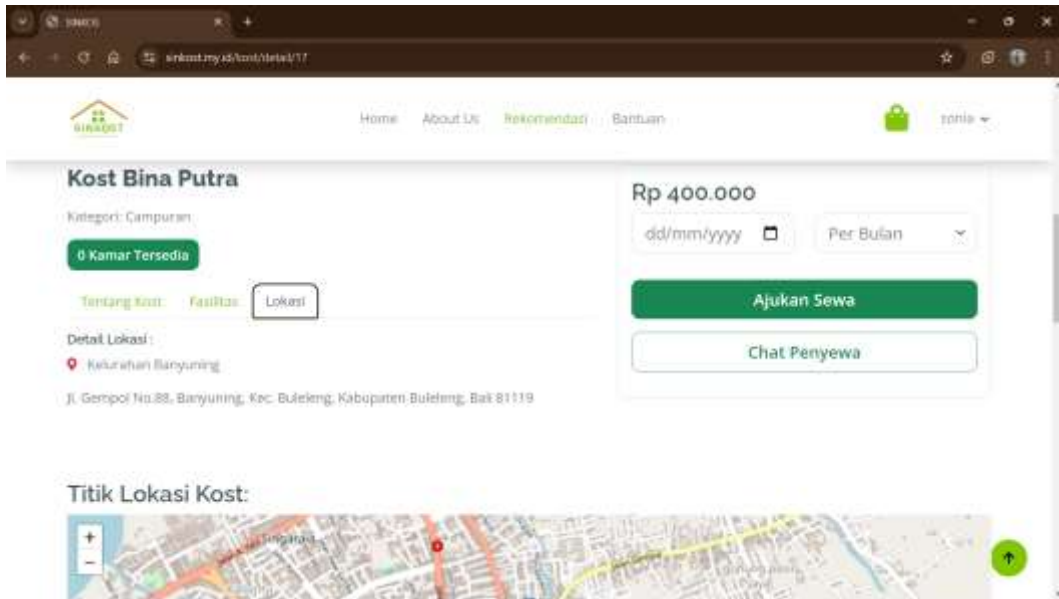 SINKOS
sinkost.my.id/kost/detail/17
SINKOST
Home
About Us
Rekomendasi
Bantuan
Kost Bina Putra
Kategori: Campuran
0 Kamar Tersedia
Tentang Kost
Fasilitas
Lokasi
Detail Lokasi :
Kelurahan Banyuning
Jl. Gempol No.88, Banyuning, Kec. Buleleng, Kabupaten Buleleng, Bali 81119
Rp 400.000
dd/mm/yyyy
Per Bulan
Ajukan Sewa
Chat Penyewa
Titik Lokasi Kost:
+
−
Singaraja